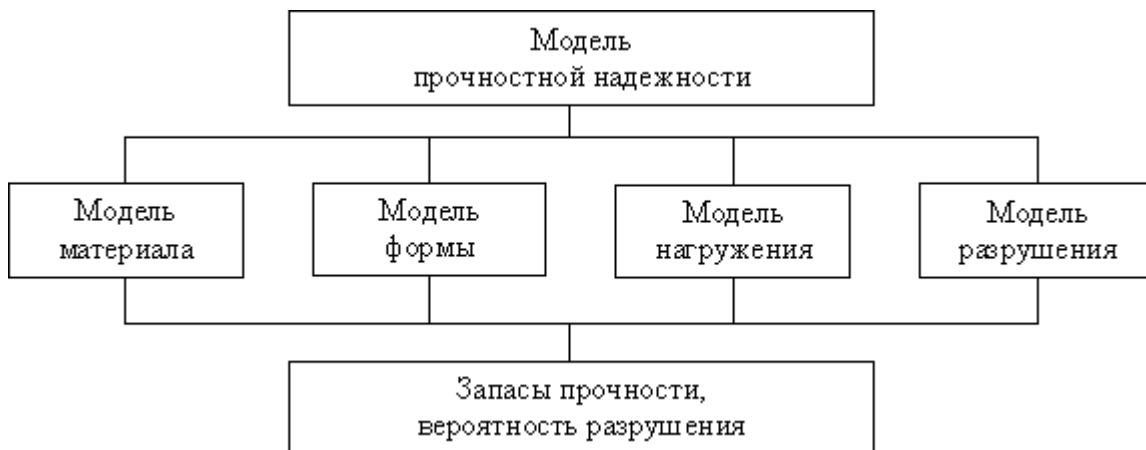 Модель
прочностной надежности
Модель
материала
Модель
формы
Модель
нагружения
Модель
разрушения
Запасы прочности,
вероятность разрушения